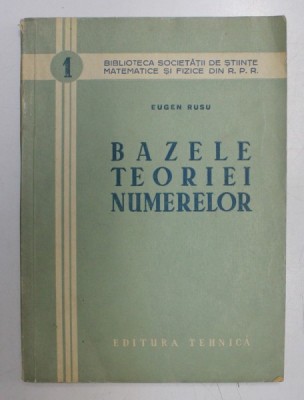 1
BIBLIOTECA SOCIETĂȚII DE ȘTIINȚE
MATEMATICE ȘI FIZICE DIN R. P. R.
EUGEN RUSU
BAZELE
TEORIEI
NUMERELOR
EDITURA TEHNICĂ